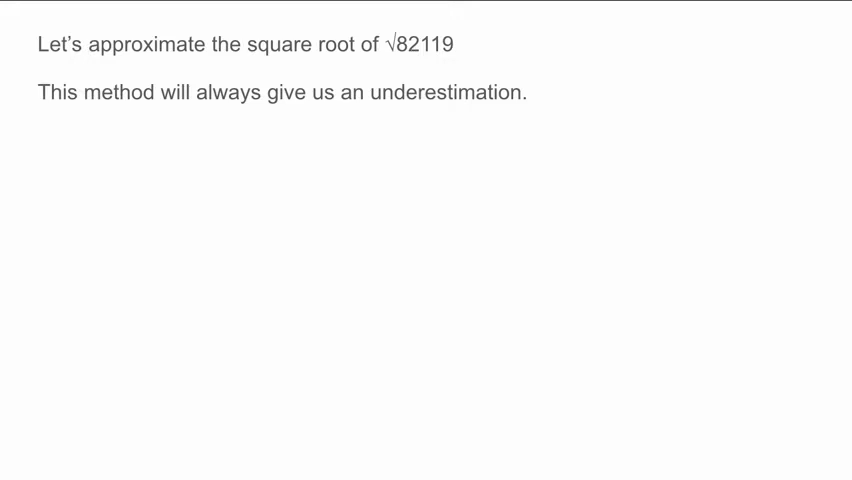 Let’s approximate the square root of √82119
This method will always give us an underestimation.